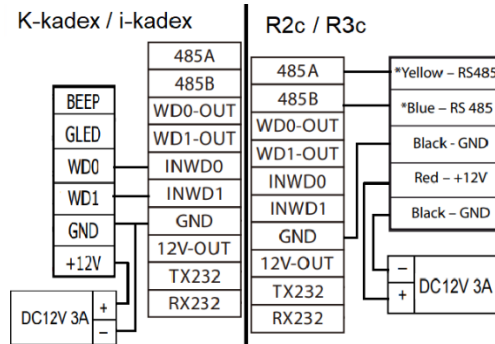 K-kadex / i-kadex
BEEP
GLED
WD0
WD1
GND
+12V
DC12V 3A
+
−
485A
485B
WD0-OUT
WD1-OUT
INWD0
INWD1
GND
12V-OUT
TX232
RX232
R2c / R3c
485A
485B
WD0-OUT
WD1-OUT
INWD0
INWD1
GND
12V-OUT
TX232
RX232
*Yellow – RS485
*Blue – RS 485
Black - GND
Red – +12V
Black – GND
−
+
DC12V 3A